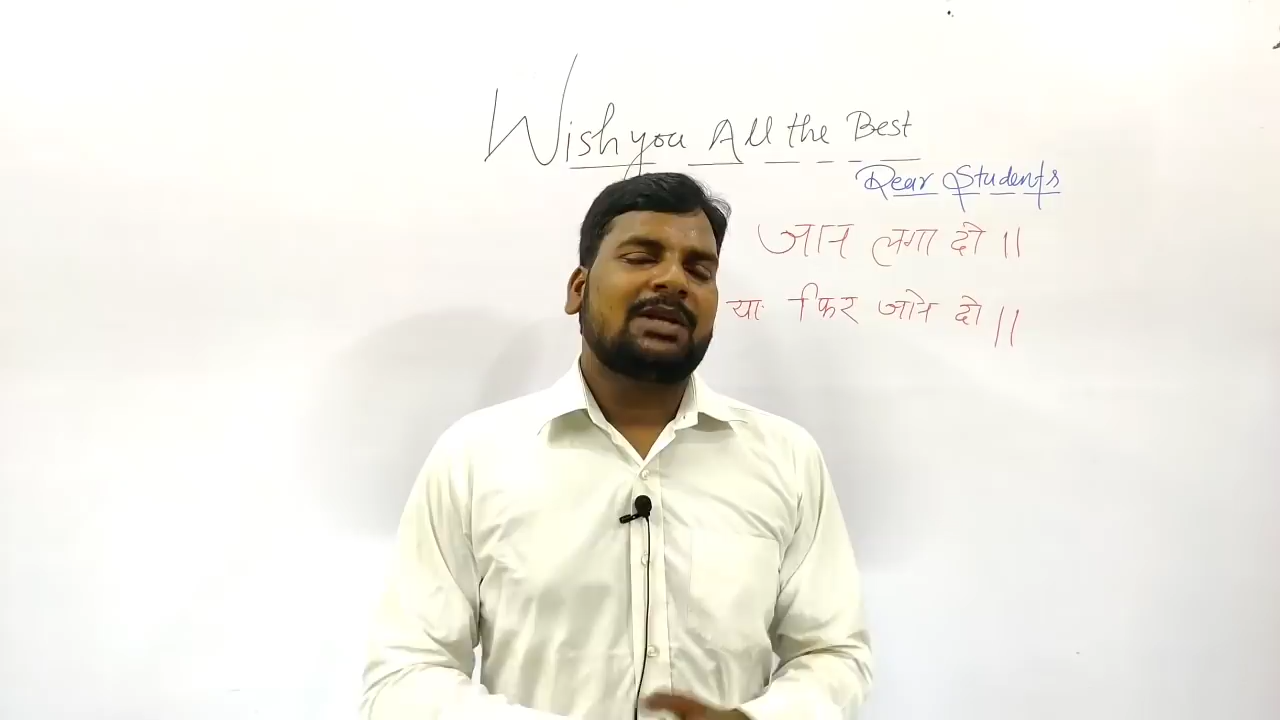 Wish you All the Best
Dear Students
जान लगा दो ||
या फिर जाने दो ||